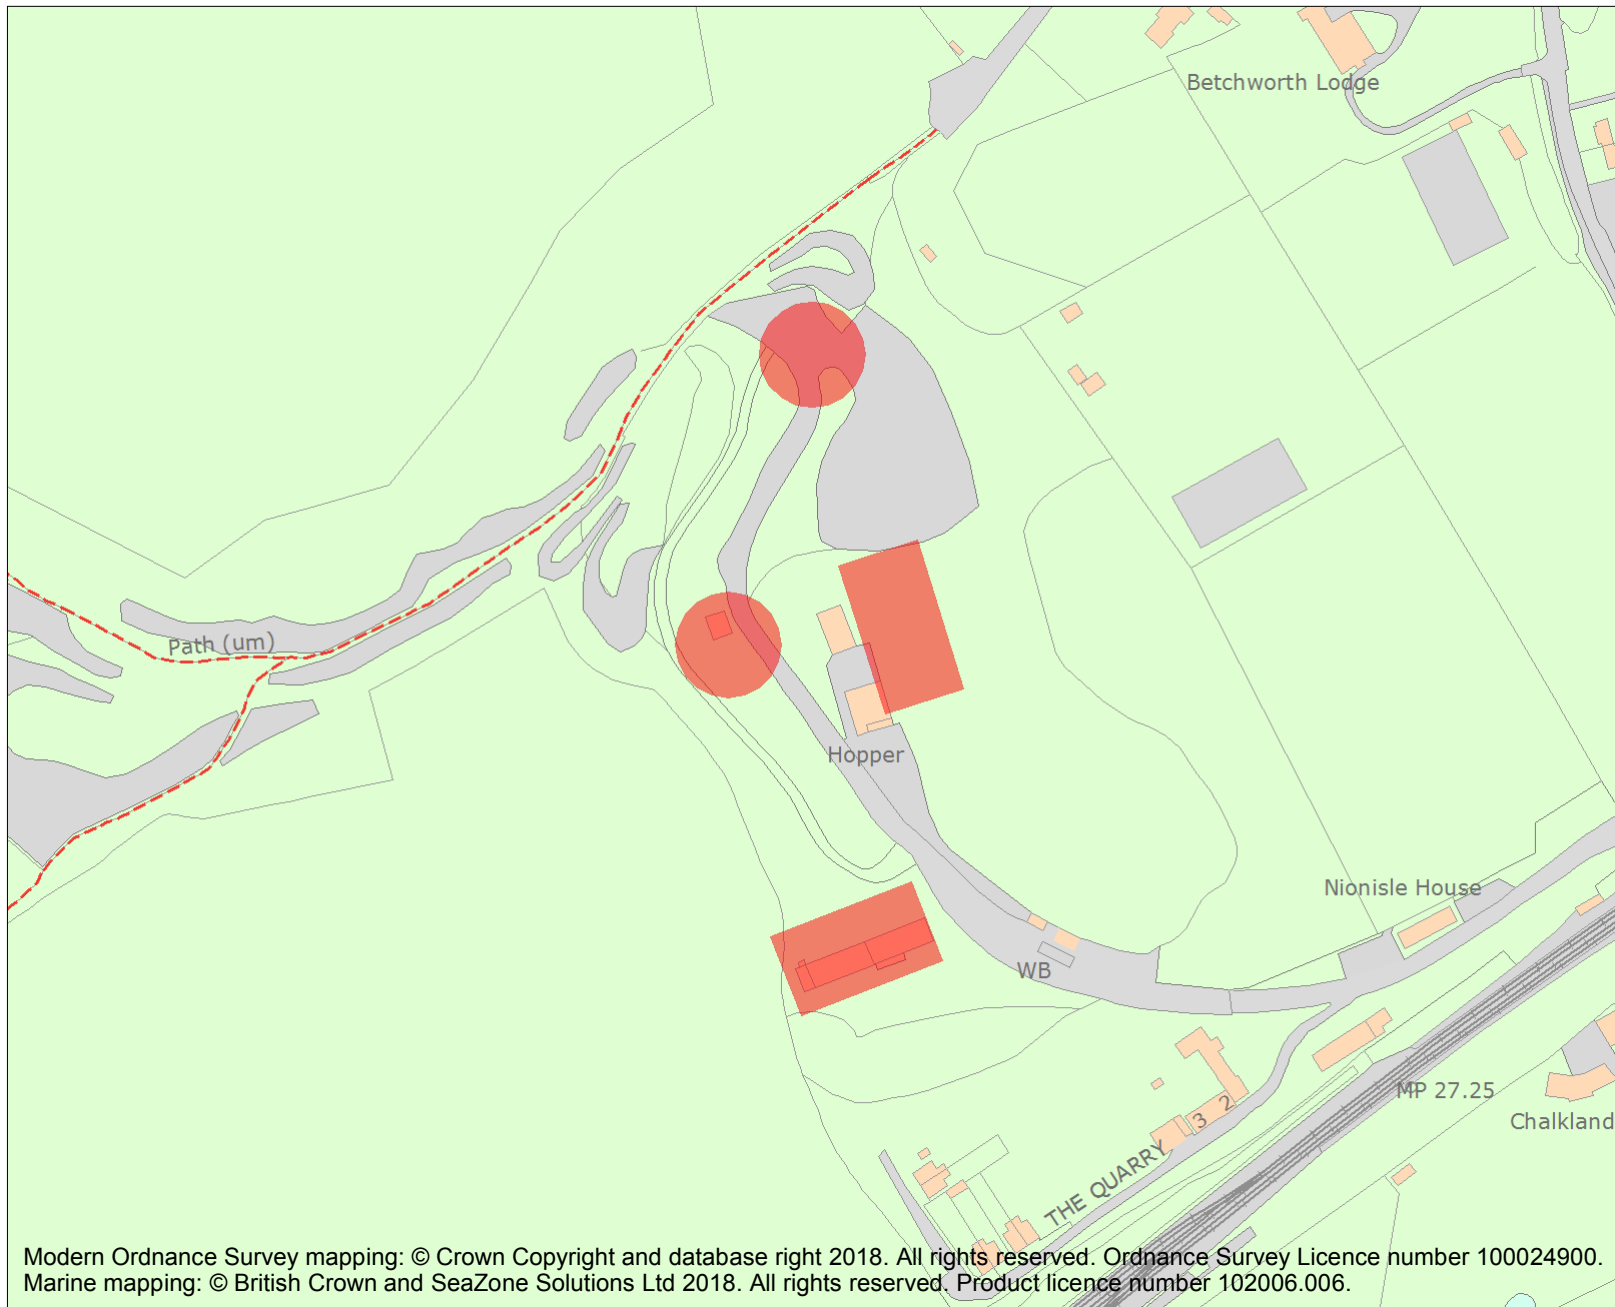 Betchworth Lodge
Path (um)
Hopper
Nionisle House
WB
MP 27.25
Chalkland
3 2
THE QUARRY
Modern Ordnance Survey mapping: © Crown Copyright and database right 2018. All rights reserved. Ordnance Survey Licence number 100024900.
Marine mapping: © British Crown and SeaZone Solutions Ltd 2018. All rights reserved. Product licence number 102006.006.